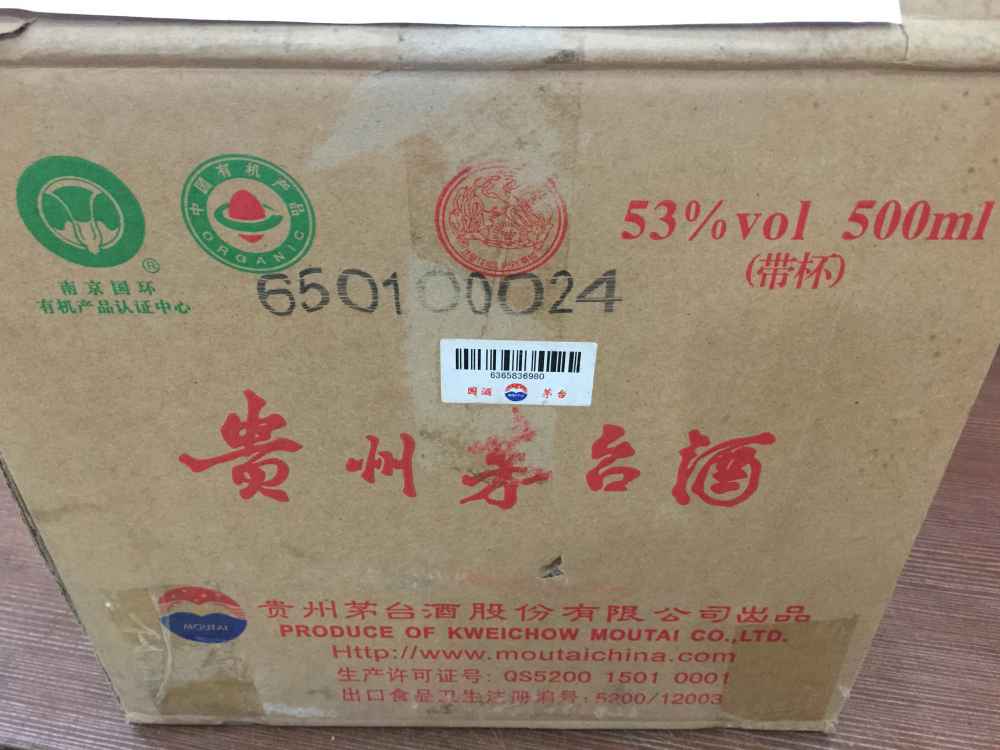 中国有机产品
ORGANIC
南京国环
有机产品认证中心
®
53%vol 500ml
(带杯)
650100024
6365836980
国酒 茅台
贵州茅台酒
MOUTAI
贵州茅台酒股份有限公司出品
PRODUCE OF KWEICHOW MOUTAI CO.,LTD.
Http://www.moutaichina.com
生产许可证号: QS5200 1501 0001
出口食品卫生注册编号: 5200/12003